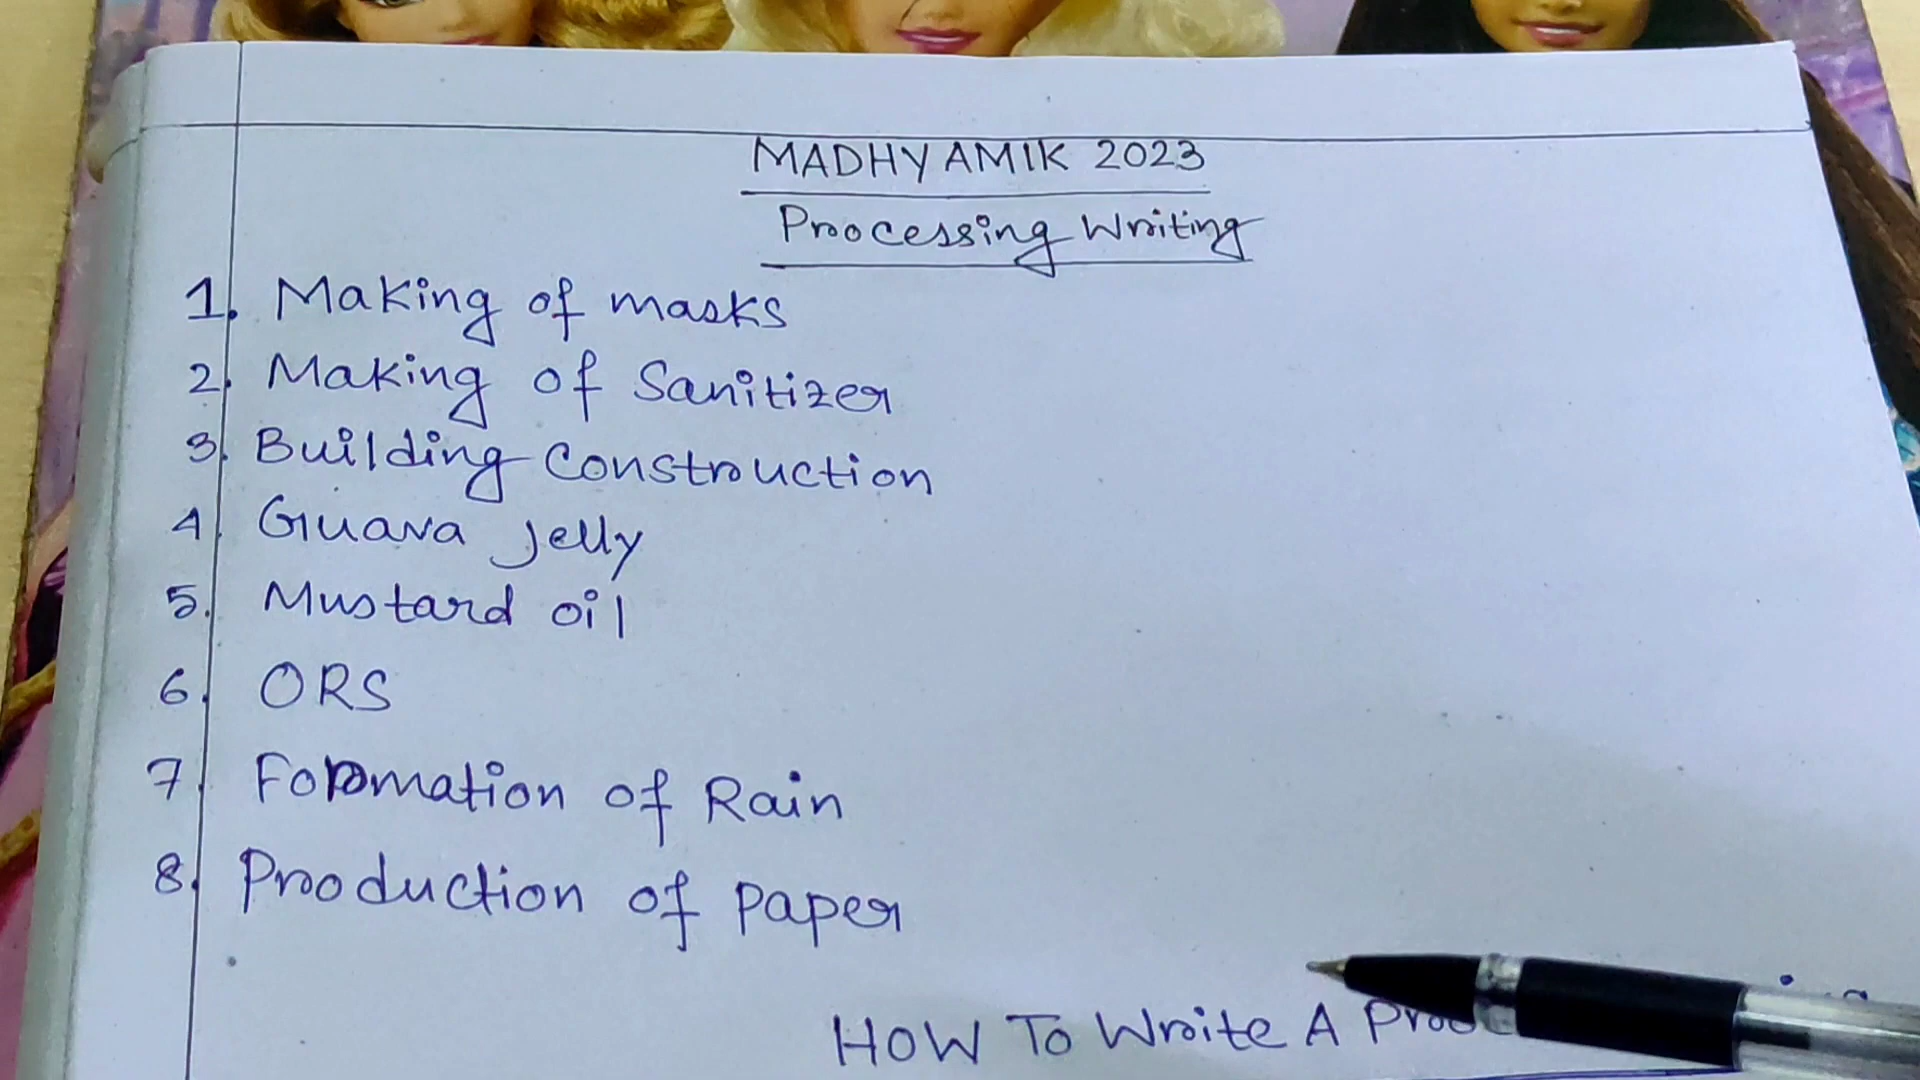 MADHYAMIK 2023
Processing Writing
1. Making of masks
2. Making of Sanitizer
3. Building Construction
4. Guava Jelly
5. Mustard oil
6. ORS
7. Formation of Rain
8. Production of paper
HOW To Write A